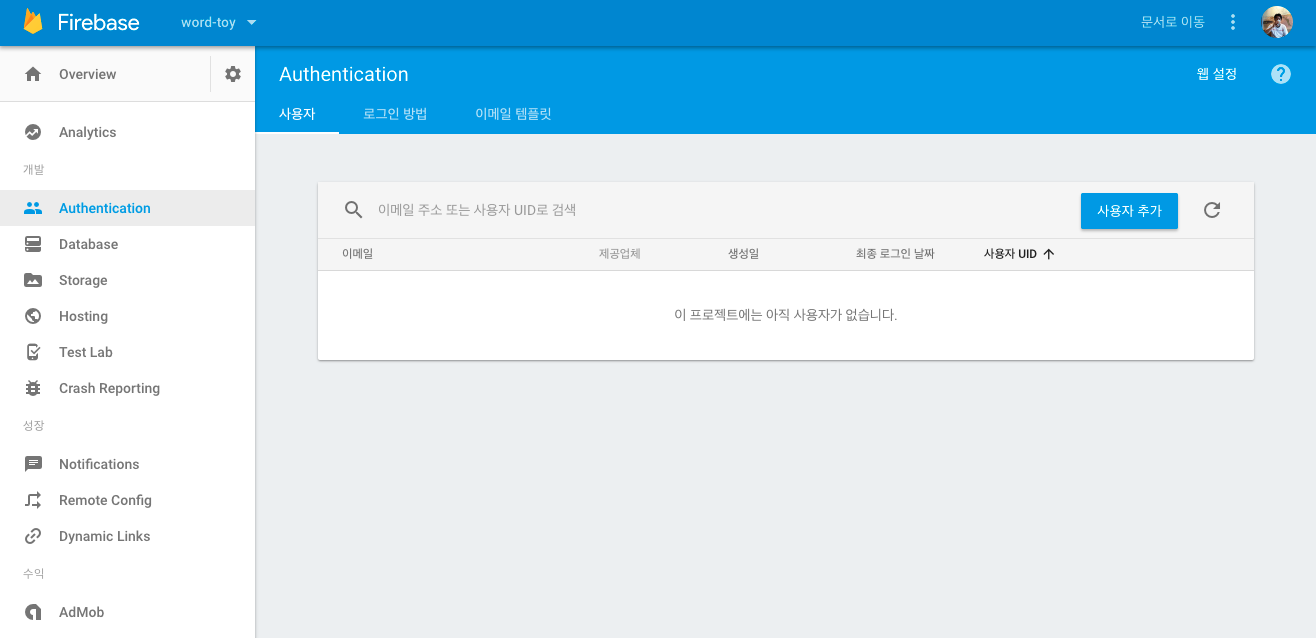 Firebase
word-toy
문서로 이동
Overview
Authentication
웹 설정
사용자
로그인 방법
이메일 템플릿
Analytics
개발
Authentication
Database
Storage
Hosting
Test Lab
Crash Reporting
성장
Notifications
Remote Config
Dynamic Links
수익
AdMob
이메일 주소 또는 사용자 UID로 검색
사용자 추가
이메일
제공업체
생성일
최종 로그인 날짜
사용자 UID
이 프로젝트에는 아직 사용자가 없습니다.